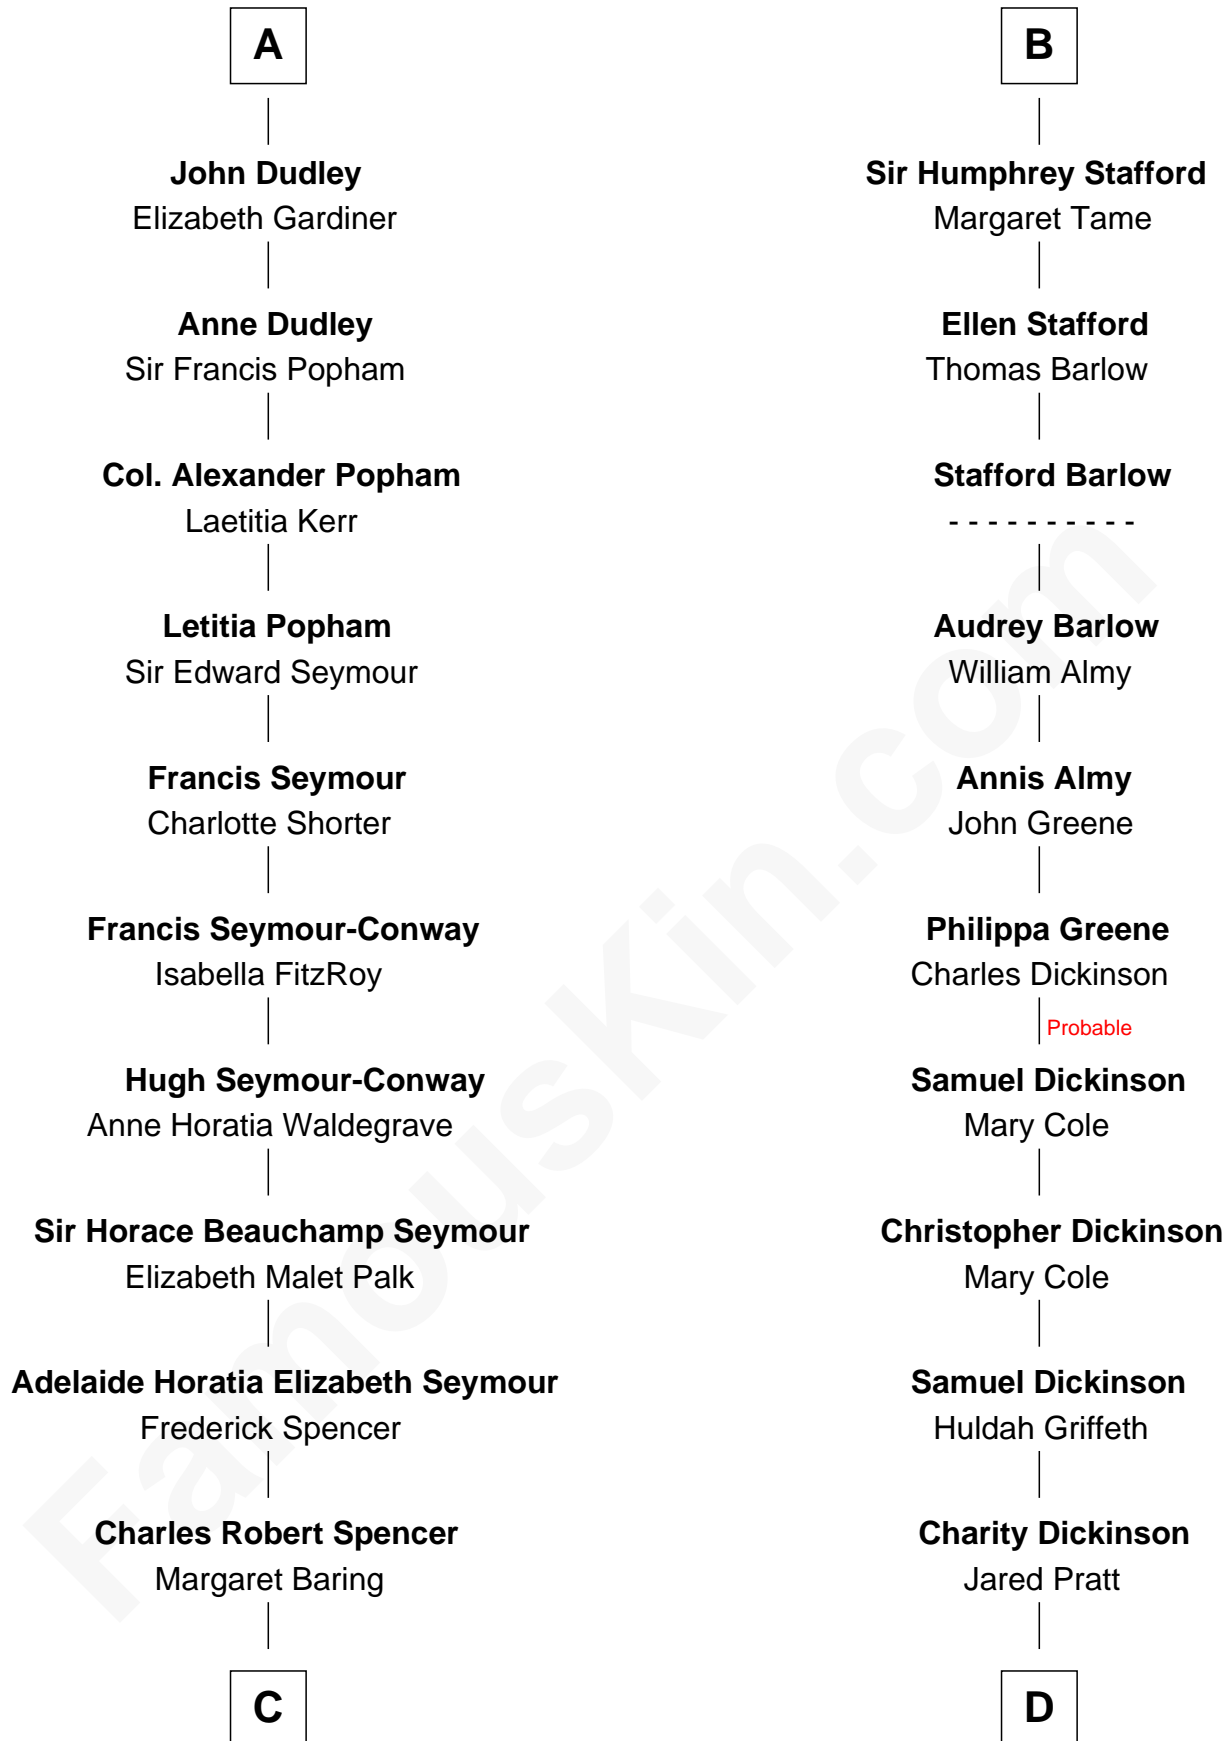 A
John Dudley
Elizabeth Gardiner
Anne Dudley
Sir Francis Popham
Col. Alexander Popham
Laetitia Kerr
Letitia Popham
Sir Edward Seymour
Francis Seymour
Charlotte Shorter
Francis Seymour-Conway
Isabella FitzRoy
Hugh Seymour-Conway
Anne Horatia Waldegrave
Sir Horace Beauchamp Seymour
Elizabeth Malet Palk
Adelaide Horatia Elizabeth Seymour
Frederick Spencer
Charles Robert Spencer
Margaret Baring
C
B
Sir Humphrey Stafford
Margaret Tame
Ellen Stafford
Thomas Barlow
Stafford Barlow
- - - - - - - - - -
Audrey Barlow
William Almy
Annis Almy
John Greene
Philippa Greene
Charles Dickinson
Probable
Samuel Dickinson
Mary Cole
Christopher Dickinson
Mary Cole
Samuel Dickinson
Huldah Griffeth
Charity Dickinson
Jared Pratt
D
FamousKin.com